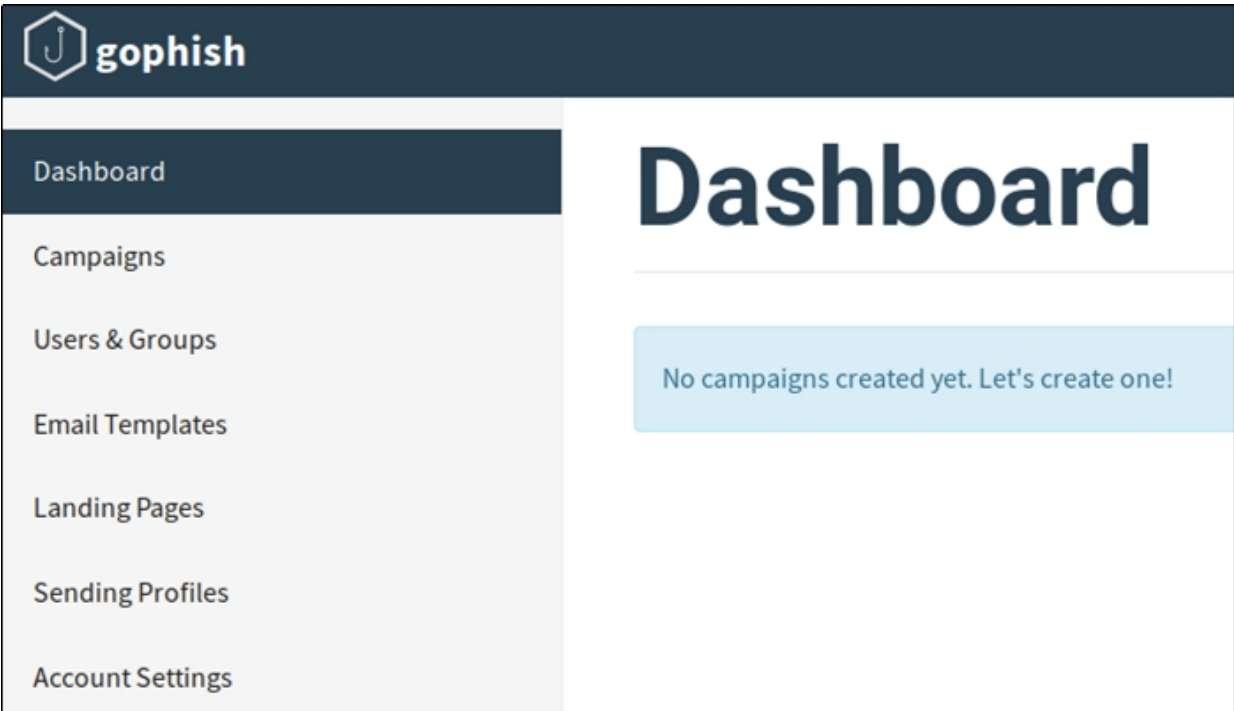 gophish
Dashboard
Campaigns
Users & Groups
Email Templates
Landing Pages
Sending Profiles
Account Settings
Dashboard
No campaigns created yet. Let's create one!